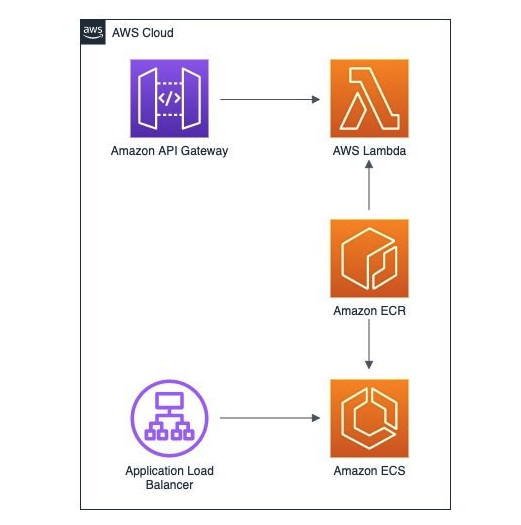 aws
AWS Cloud
</>
Amazon API Gateway
AWS Lambda
Amazon ECR
Application Load
Balancer
Amazon ECS